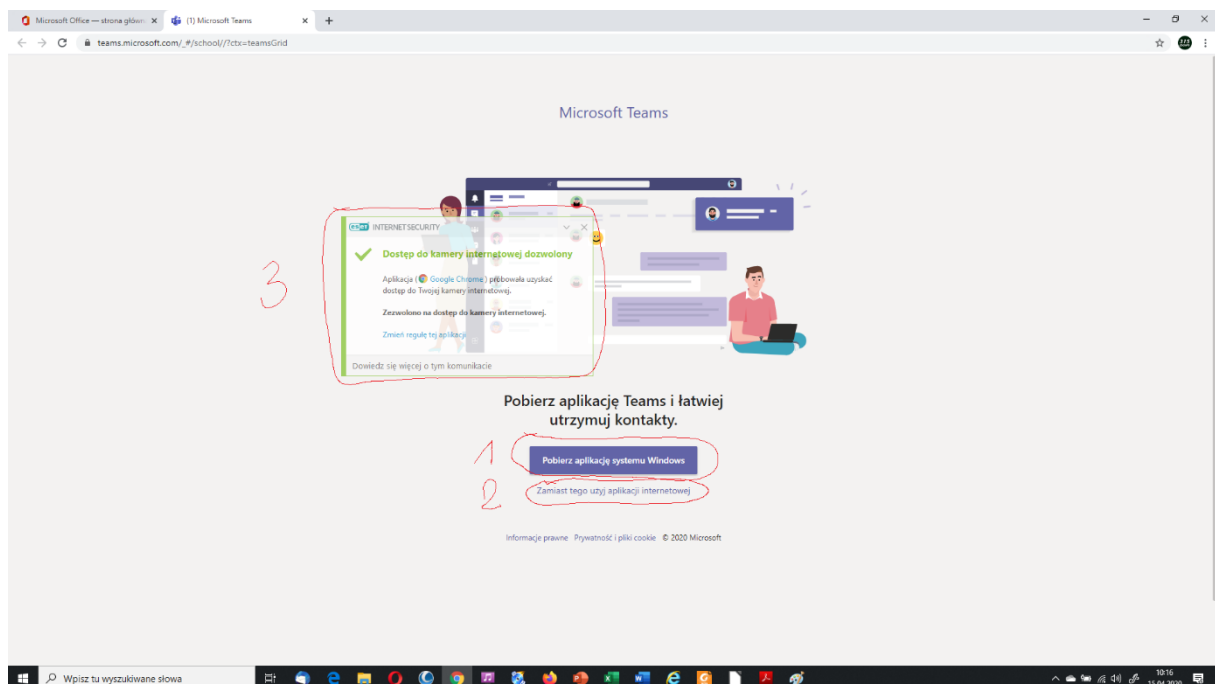 Microsoft Office — strona główn
(1) Microsoft Teams
teams.microsoft.com/_#/school//?ctx=teamsGrid
Microsoft Teams
eset INTERNET SECURITY
Dostęp do kamery internetowej dozwolony
3
Aplikacja ( Google Chrome ) próbowała uzyskać
dostęp do Twojej kamery internetowej.
Zezwolono na dostęp do kamery internetowej.
Zmień regułę tej aplikacji
Dowiedz się więcej o tym komunikacie
Pobierz aplikację Teams i łatwiej
utrzymuj kontakty.
1
Pobierz aplikację systemu Windows
2
Zamiast tego użyj aplikacji internetowej
Informacje prawne Prywatność i pliki cookie © 2020 Microsoft
Wpisz tu wyszukiwane słowa
10:16
15.04.2020